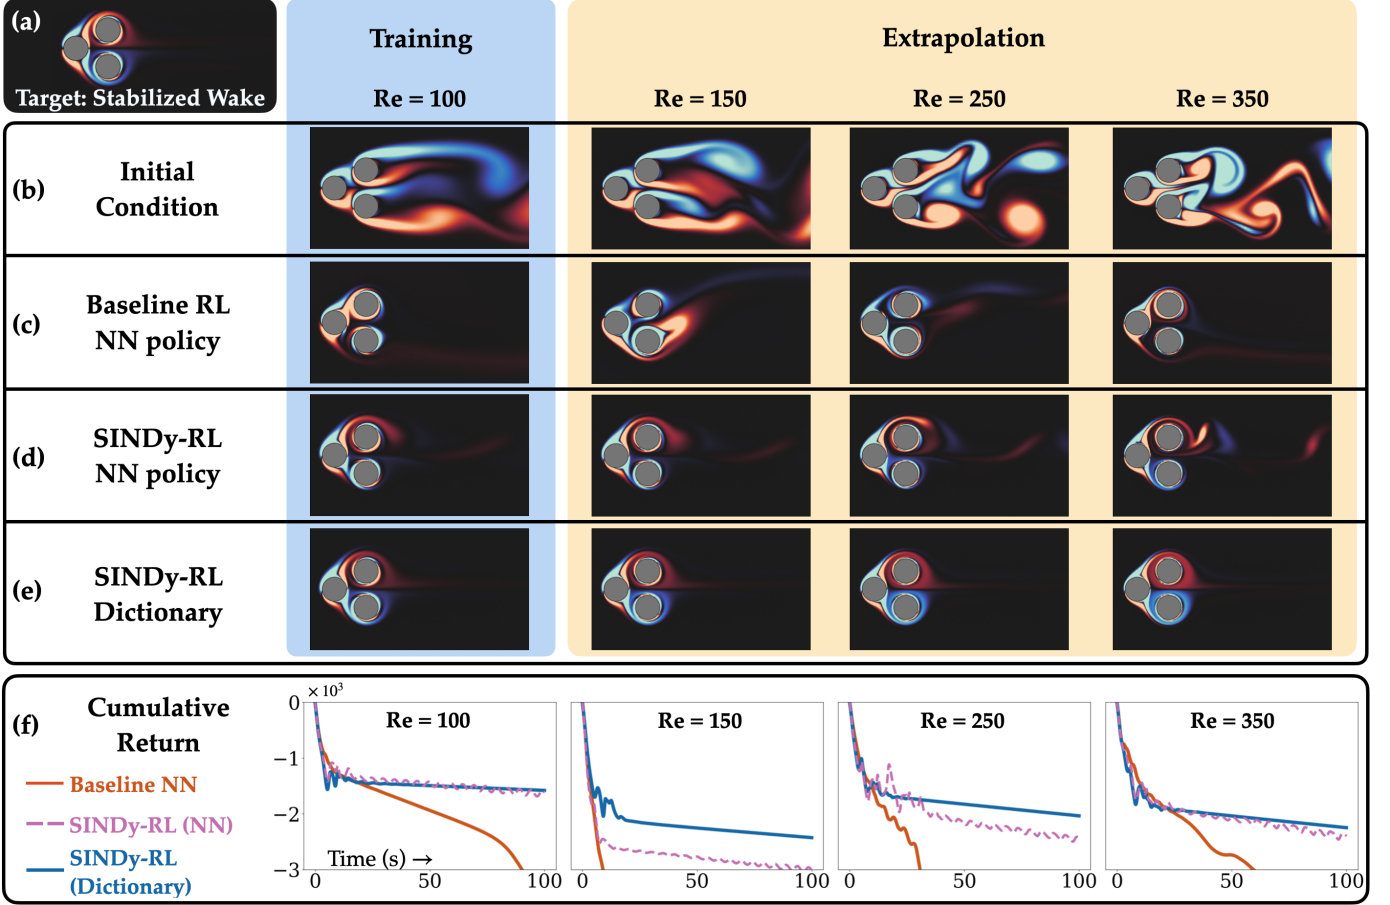 (a)
Target: Stabilized Wake
Training
Extrapolation
Re = 100
Re = 150
Re = 250
Re = 350
(b)
Initial
Condition
(c)
Baseline RL
NN policy
(d)
SINDy-RL
NN policy
(e)
SINDy-RL
Dictionary
(f)
Cumulative
Return
Baseline NN
SINDy-RL (NN)
SINDy-RL
(Dictionary)
× 10³
0
−1
−2
−3
Re = 100
Time (s) →
0 50 100
Re = 150
0 50 100
Re = 250
0 50 100
Re = 350
0 50 100